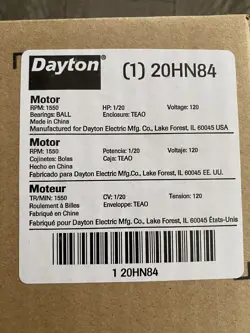 Dayton® (1) 20HN84
Motor
RPM: 1550 HP: 1/20 Voltage: 120
Bearings: BALL Enclosure: TEAO
Made in China
Manufactured for Dayton Electric Mfg. Co., Lake Forest, IL 60045 USA
Motor
RPM: 1550 Potencia: 1/20 Voltaje: 120
Cojinetes: Bolas Caja: TEAO
Hecho en China
Fabricado para Dayton Electric Mfg. Co., Lake Forest, IL 60045 EE. UU.
Moteur
TR/MIN: 1550 CV: 1/20 Tension: 120
Roulement à Billes Enveloppe: TEAO
Fabriqué en Chine
Fabriqué pour Dayton Electric Mfg. Co., Lake Forest, IL 60045 États-Unis
1 20HN84